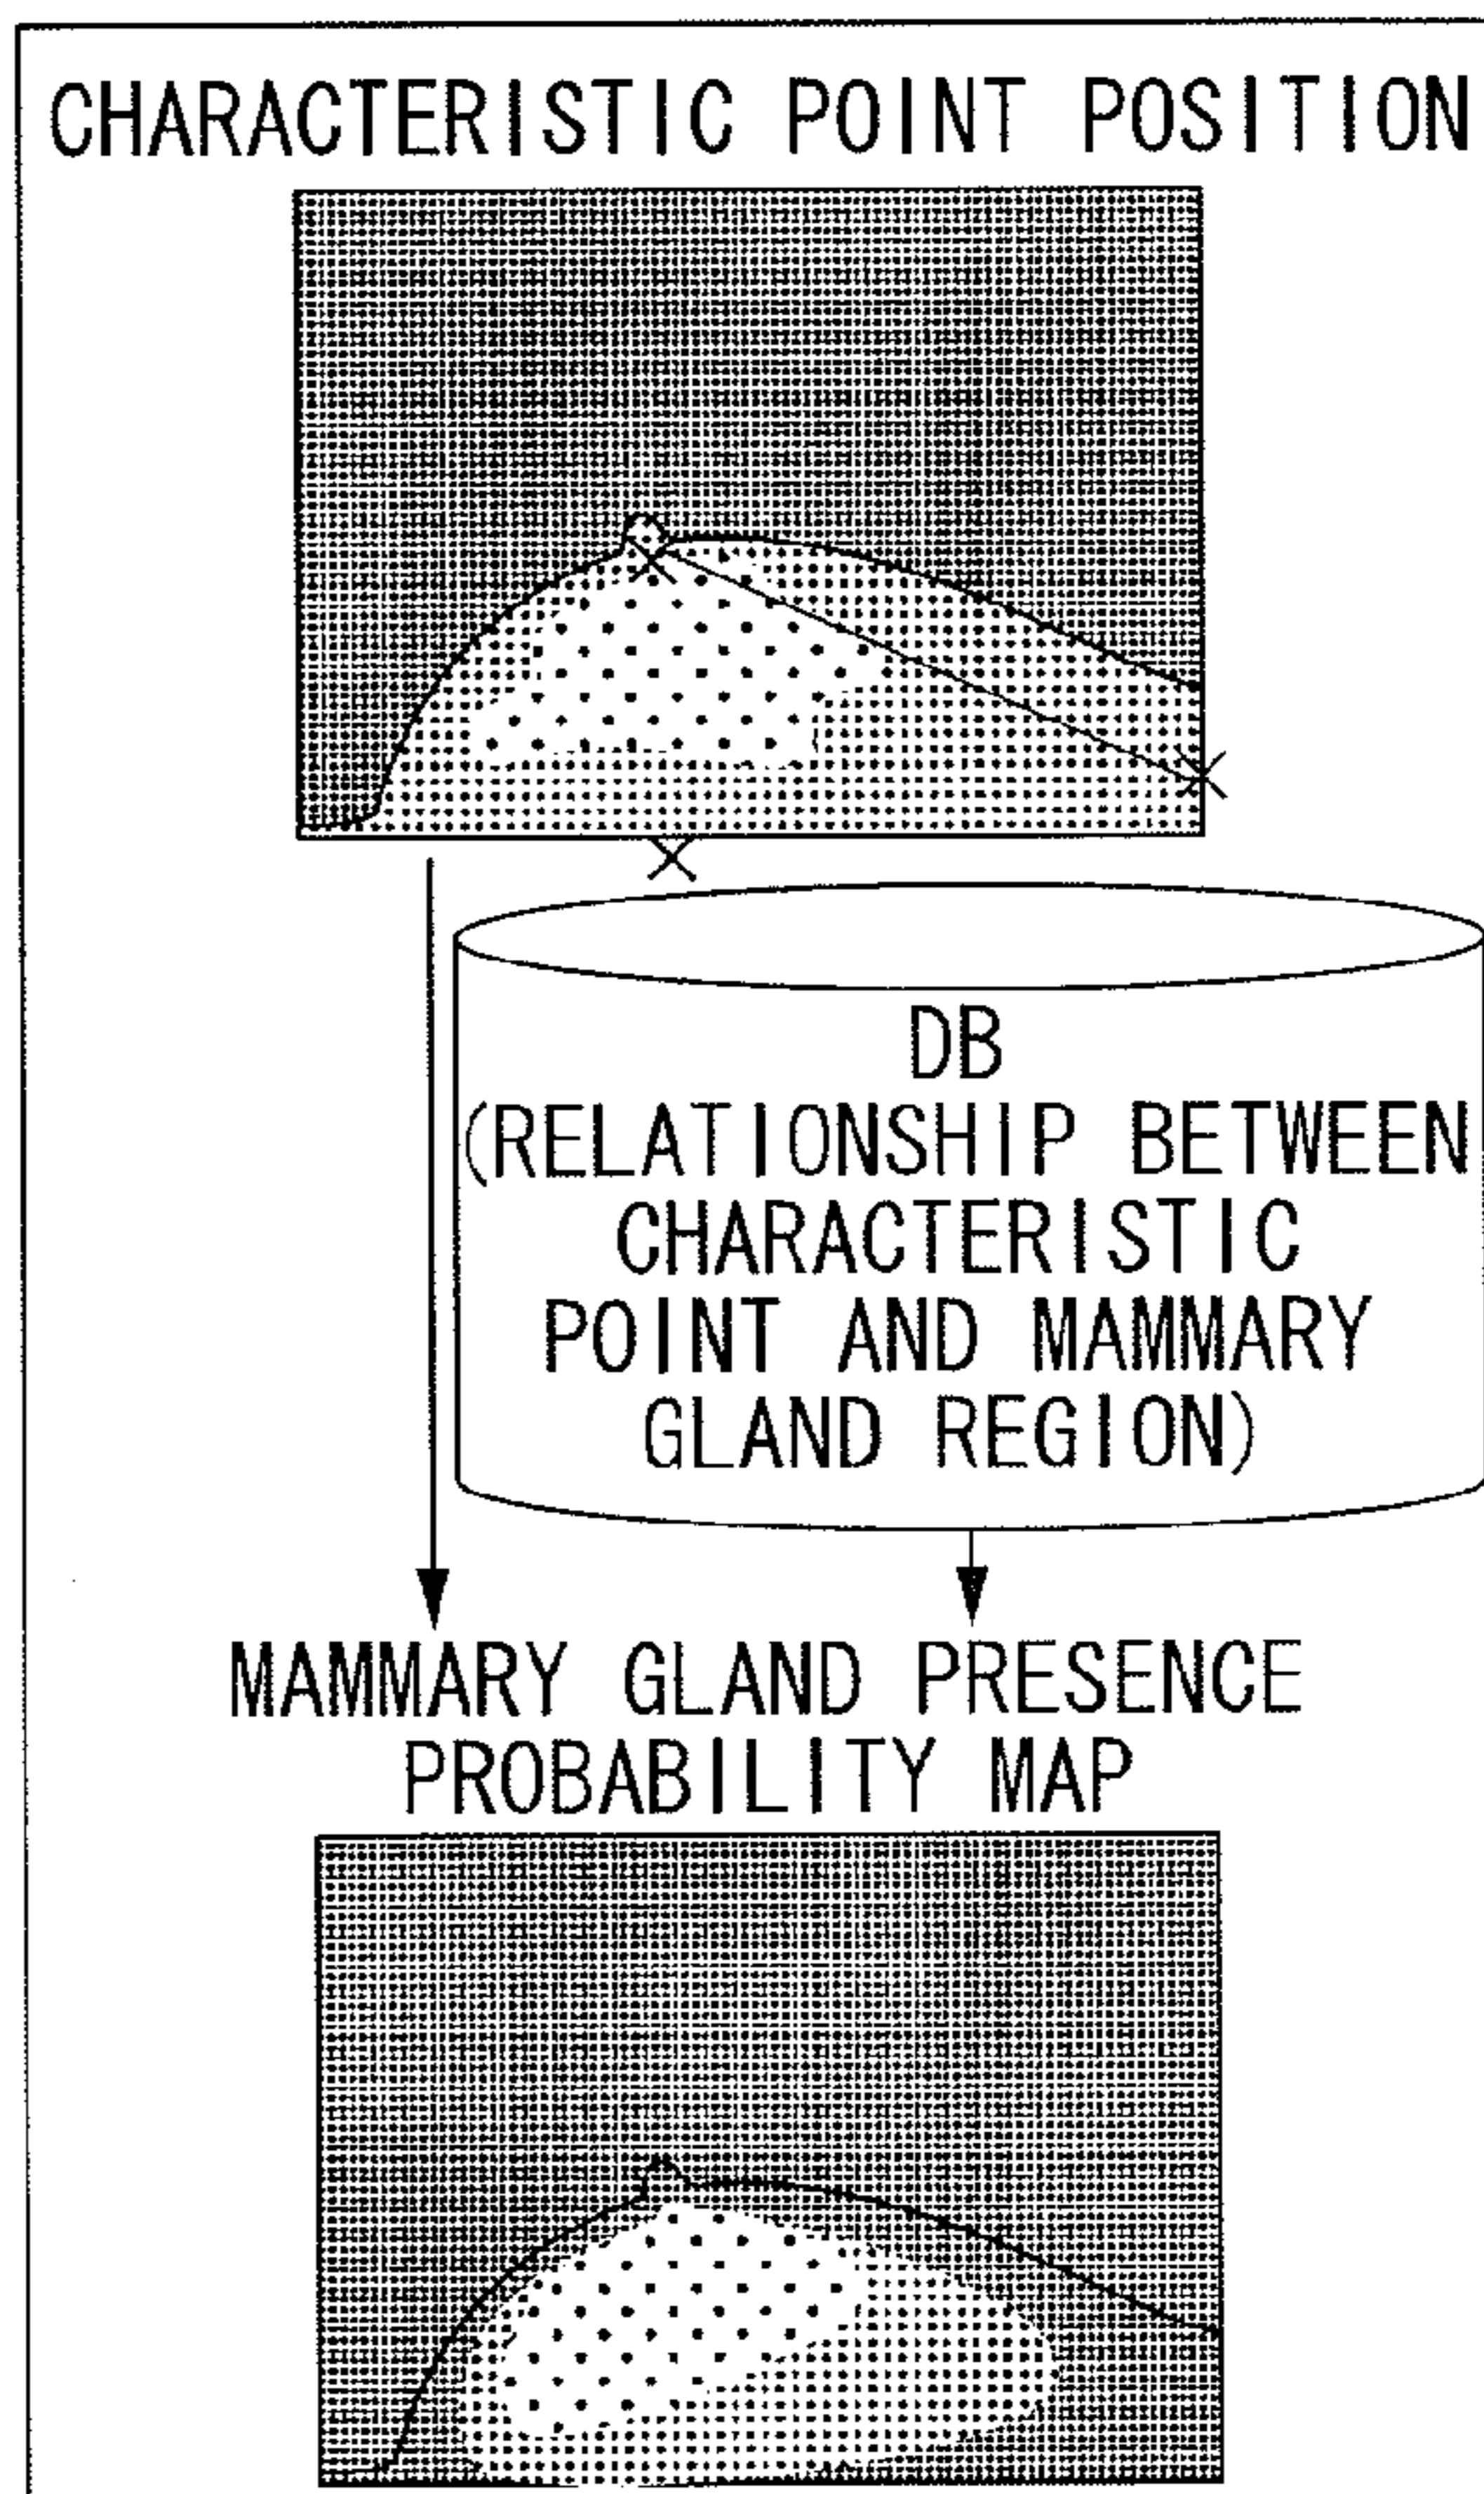 CHARACTERISTIC POINT POSITION
DB
(RELATIONSHIP BETWEEN
CHARACTERISTIC
POINT AND MAMMARY
GLAND REGION)
MAMMARY GLAND PRESENCE
PROBABILITY MAP